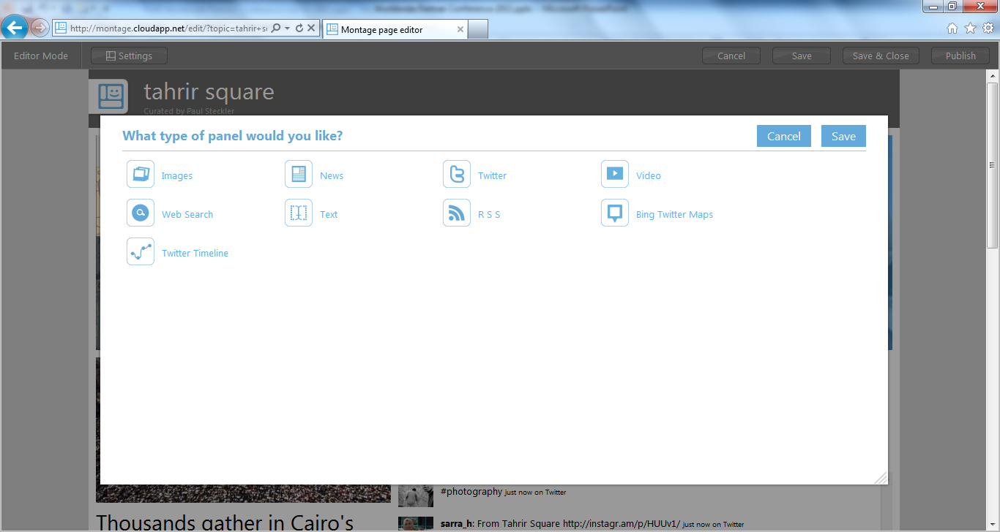 Worldwide Partner Conference 2011.pptx - Microsoft PowerPoint
http://montage.cloudapp.net/edit/?topic=tahrir+s
Montage page editor
Editor Mode
Settings
Cancel
Save
Save & Close
Publish
tahrir square
Curated by Paul Steckler
What type of panel would you like?
Cancel
Save
Images
News
Twitter
Video
Web Search
Text
R S S
Bing Twitter Maps
Twitter Timeline
#photography just now on Twitter
sarra_h: From Tahrir Square http://instagr.am/p/HUUv1/ just now on Twitter
Thousands gather in Cairo's